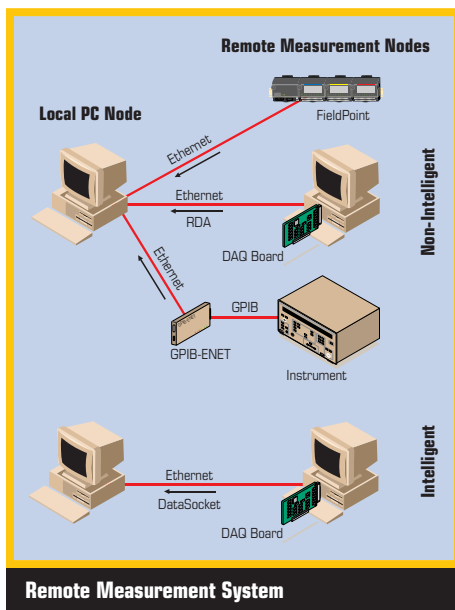 Remote Measurement Nodes
FieldPoint
Local PC Node
Ethernet
Ethernet
RDA
DAQ Board
Non-Intelligent
Ethernet
GPIB
GPIB-ENET
Instrument
Ethernet
DataSocket
DAQ Board
Intelligent
Remote Measurement System